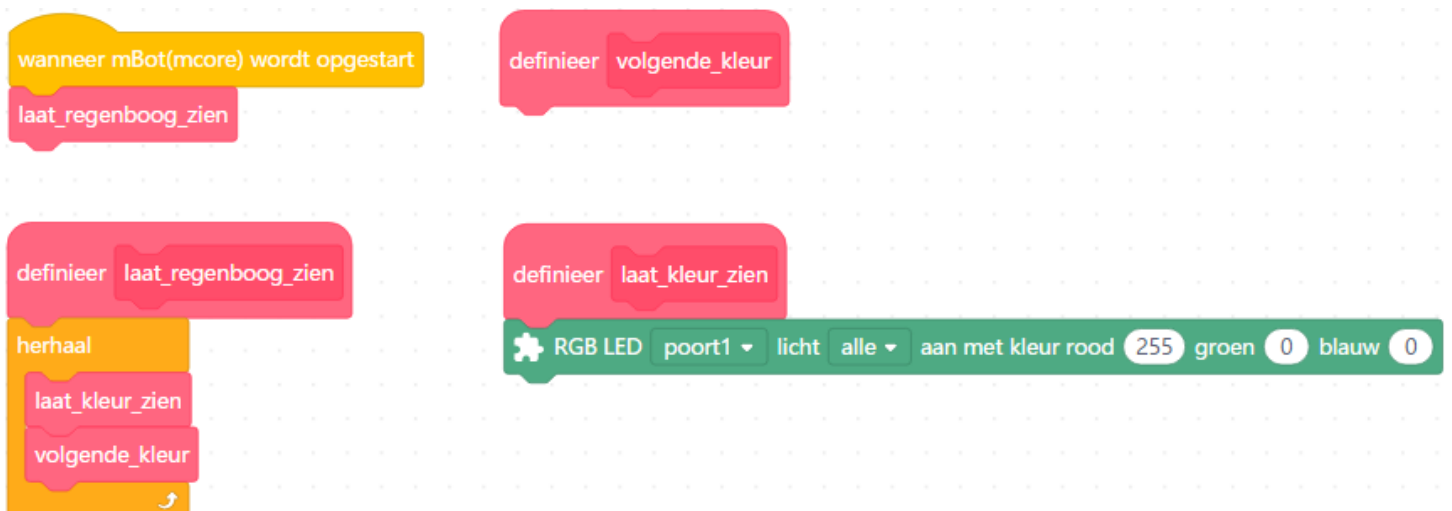 wanneer mBot(mcore) wordt opgestart
laat_regenboog_zien
definieer volgende_kleur
definieer laat_regenboog_zien
herhaal
laat_kleur_zien
volgende_kleur
definieer laat_kleur_zien
RGB LED poort1 licht alle aan met kleur rood 255 groen 0 blauw 0